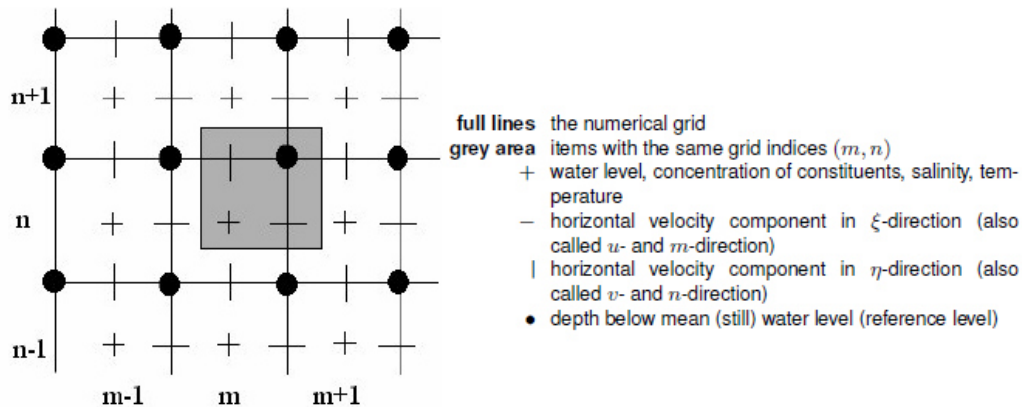 n+1
n
n-1
m-1 m m+1
full lines the numerical grid
grey area items with the same grid indices (m, n)
+ water level, concentration of constituents, salinity, tem-
perature
− horizontal velocity component in ξ-direction (also
called u- and m-direction)
| horizontal velocity component in η-direction (also
called v- and n-direction)
• depth below mean (still) water level (reference level)